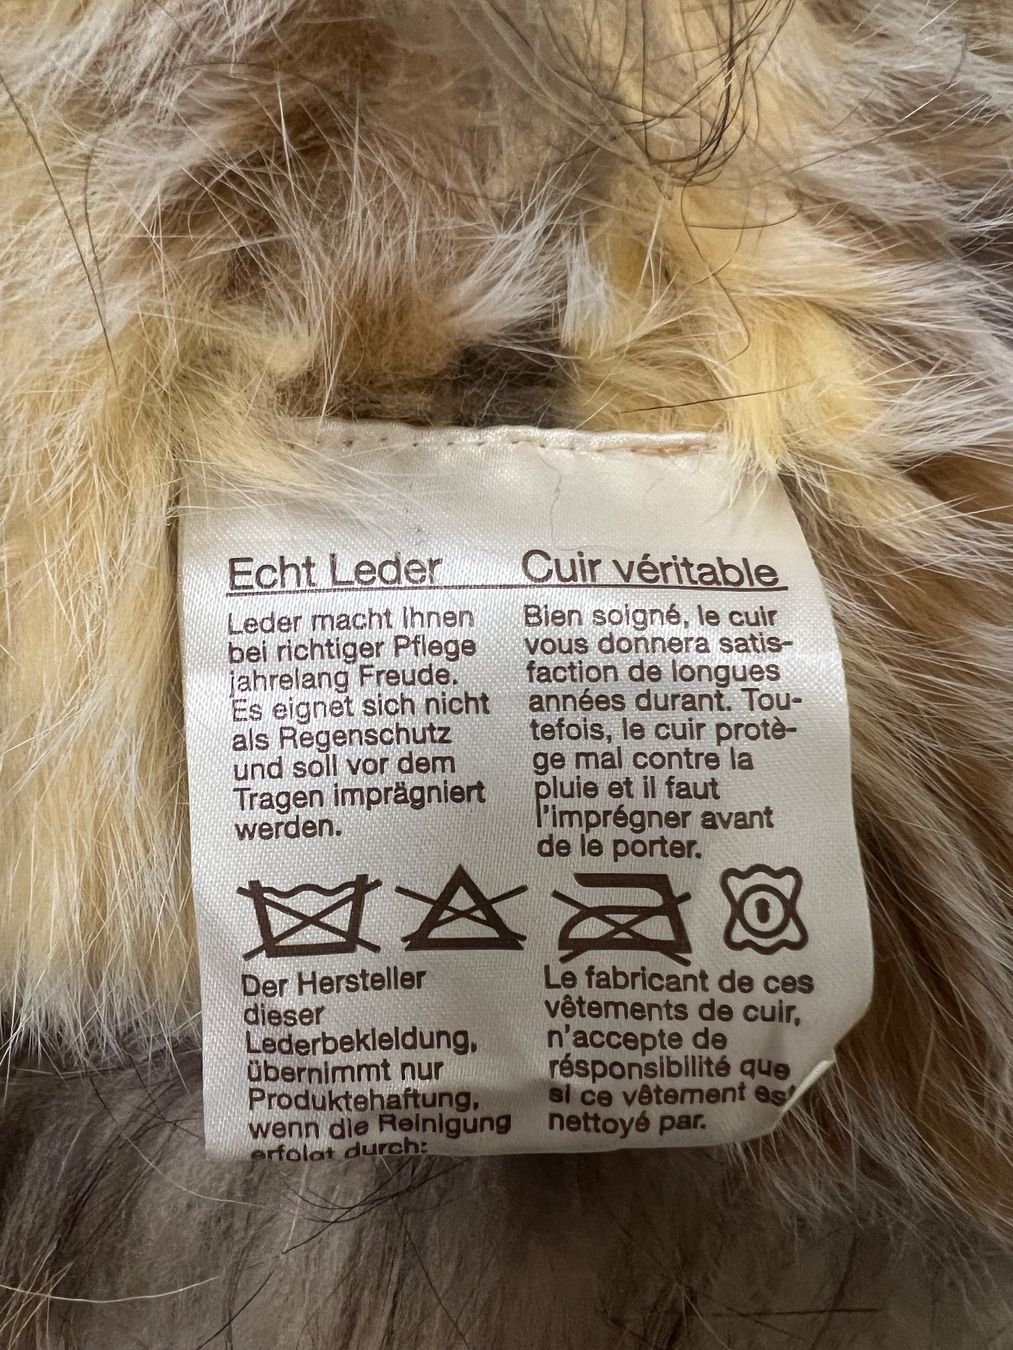 Echt Leder
Leder macht Ihnen
bei richtiger Pflege
jahrelang Freude.
Es eignet sich nicht
als Regenschutz
und soll vor dem
Tragen imprägniert
werden.
Cuir véritable
Bien soigné, le cuir
vous donnera satis-
faction de longues
années durant. Tou-
tefois, le cuir protè-
ge mal contre la
pluie et il faut
l'imprégner avant
de le porter.
Der Hersteller
dieser
Lederbekleidung,
übernimmt nur
Produktehaftung,
wenn die Reinigung
erfolgt durch:
Le fabricant de ces
vêtements de cuir,
n'accepte de
résponsibilité que
si ce vêtement est
nettoyé par.